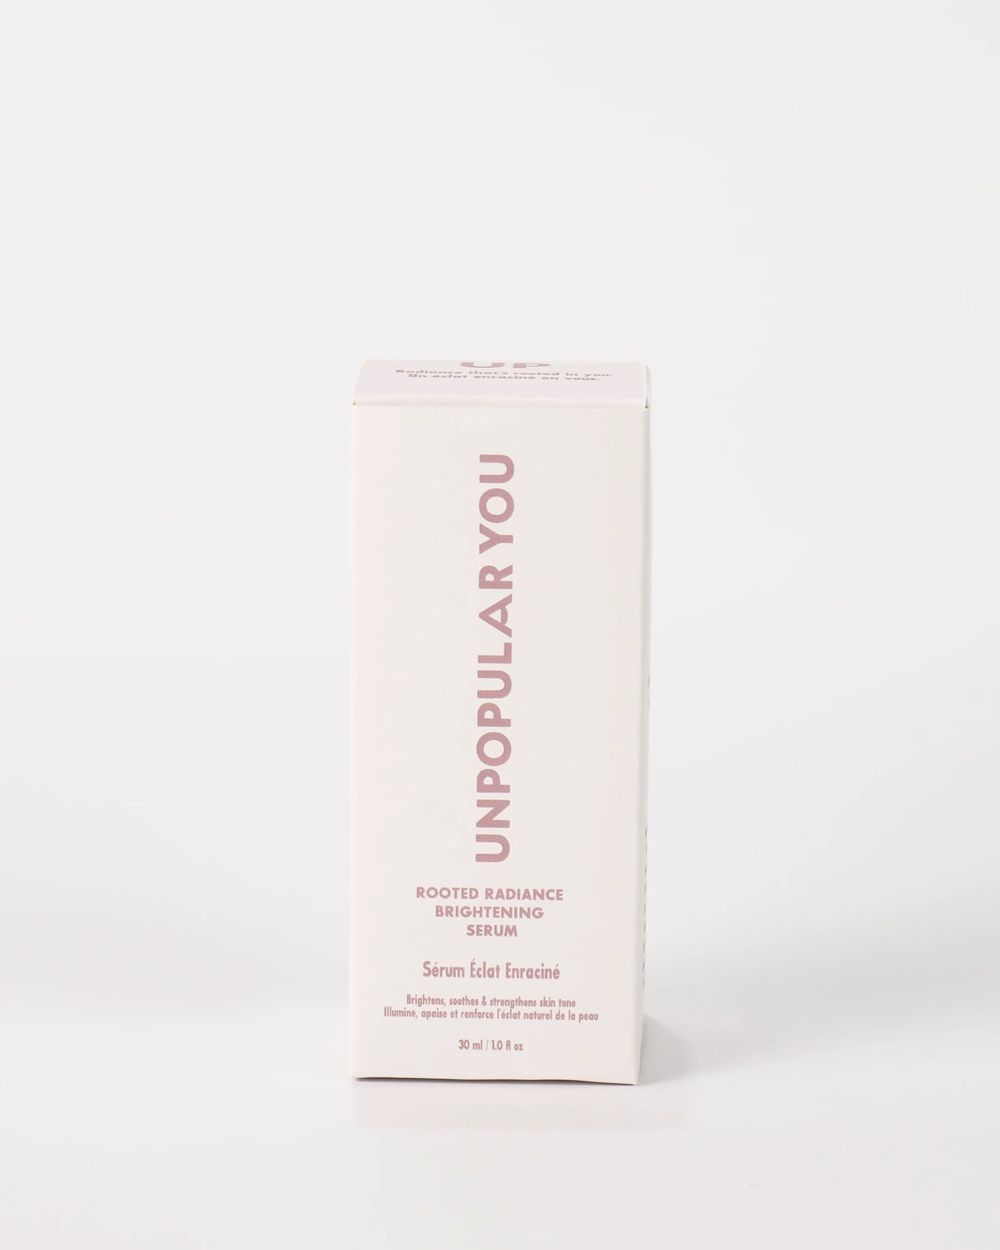 UP
Radiance that's rooted in you.
Un éclat enraciné en vous.
UNPOPULAR YOU
ROOTED RADIANCE
BRIGHTENING
SERUM
Sérum Éclat Enraciné
Brightens, soothes & strengthens skin tone
Illumine, apaise et renforce l'éclat naturel de la peau
30 ml / 1.0 fl oz